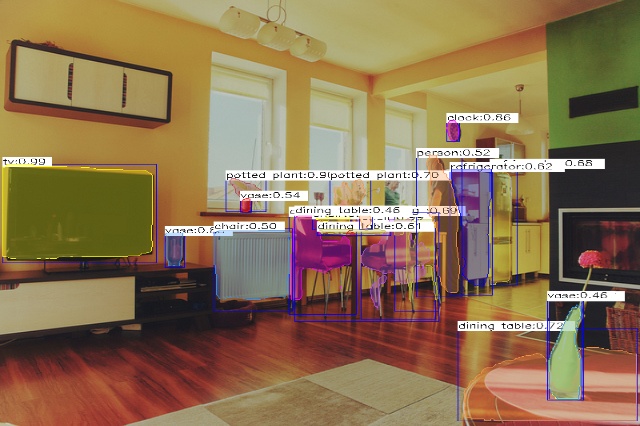 clock:0.86
person:0.52
tv:0.99
refrigerator:0.62
0.68
potted plant:0.9
potted plant:0.70
vase:0.54
dining table:0.46
0.69
chair:0.50
dining table:0.61
vase:0.
vase:0.46
dining table:0.72